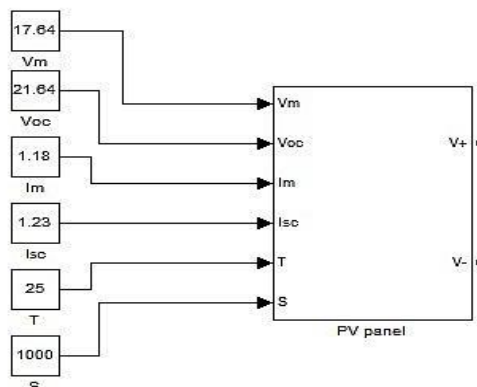 17.64
Vm
21.64
Voc
1.18
Im
1.23
Isc
25
T
1000
S
Vm
Voc
Im
Isc
T
S
V+
V-
PV panel